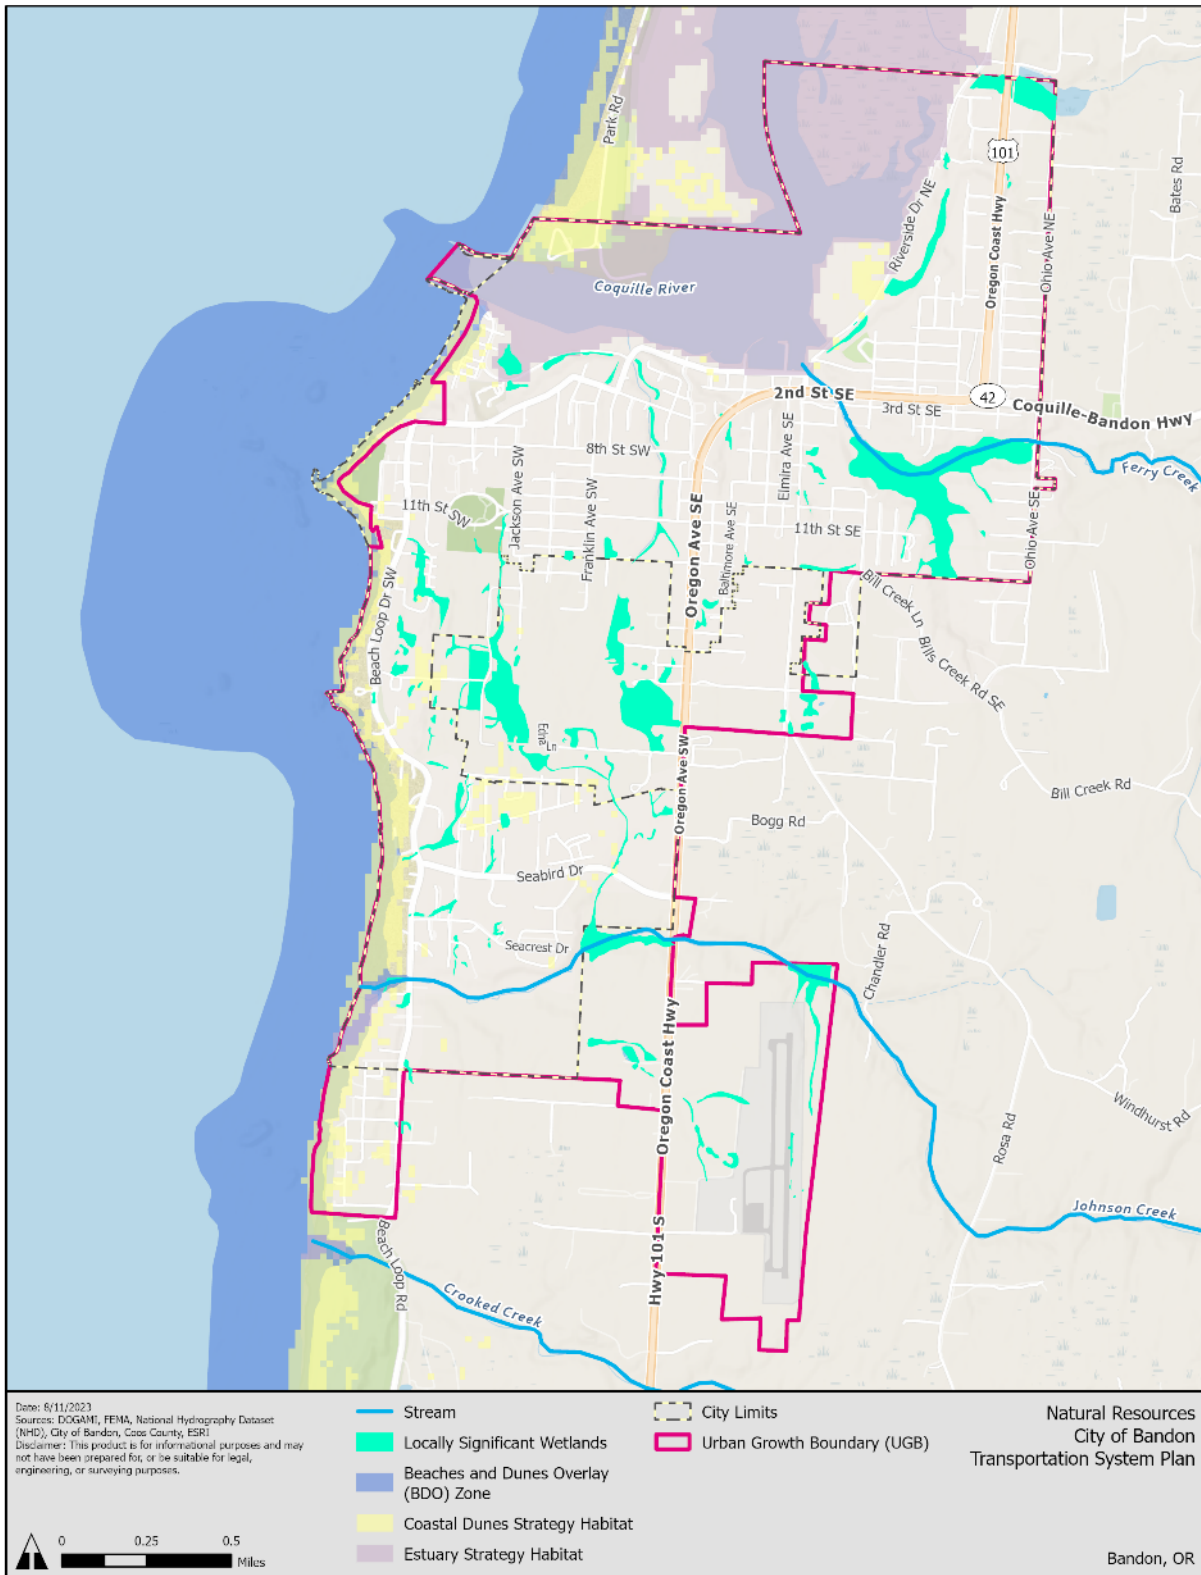 Park Rd
101
Bates Rd
Riverside Dr NE
Oregon Coast Hwy
Ohio Ave NE
Coquille River
2nd St SE
42
3rd St SE
Coquille-Bandon Hwy
Ferry Creek
8th St SW
Elmira Ave SE
Jackson Ave SW
Franklin Ave SW
11th St SW
Oregon Ave SE
Baltimore Ave SE
11th St SE
Ohio Ave SE
Beach Loop Dr SW
Bill Creek Ln
Bills Creek Rd SE
Edna
Ln
Oregon Ave SW
Bill Creek Rd
Bogg Rd
Seabird Dr
Seacrest Dr
Chandler Rd
Oregon Coast Hwy
Windhurst Rd
Rosa Rd
Johnson Creek
Beach Loop Rd
Hwy 101 S
Crooked Creek
Date: 8/11/2023
Sources: DOGAMI, FEMA, National Hydrography Dataset
(NHD), City of Bandon, Coos County, ESRI
Disclaimer: This product is for informational purposes and may
not have been prepared for, or be suitable for legal,
engineering, or surveying purposes.
0 0.25 0.5
Miles
Stream
Locally Significant Wetlands
Beaches and Dunes Overlay
(BDO) Zone
Coastal Dunes Strategy Habitat
Estuary Strategy Habitat
City Limits
Urban Growth Boundary (UGB)
Natural Resources
City of Bandon
Transportation System Plan
Bandon, OR